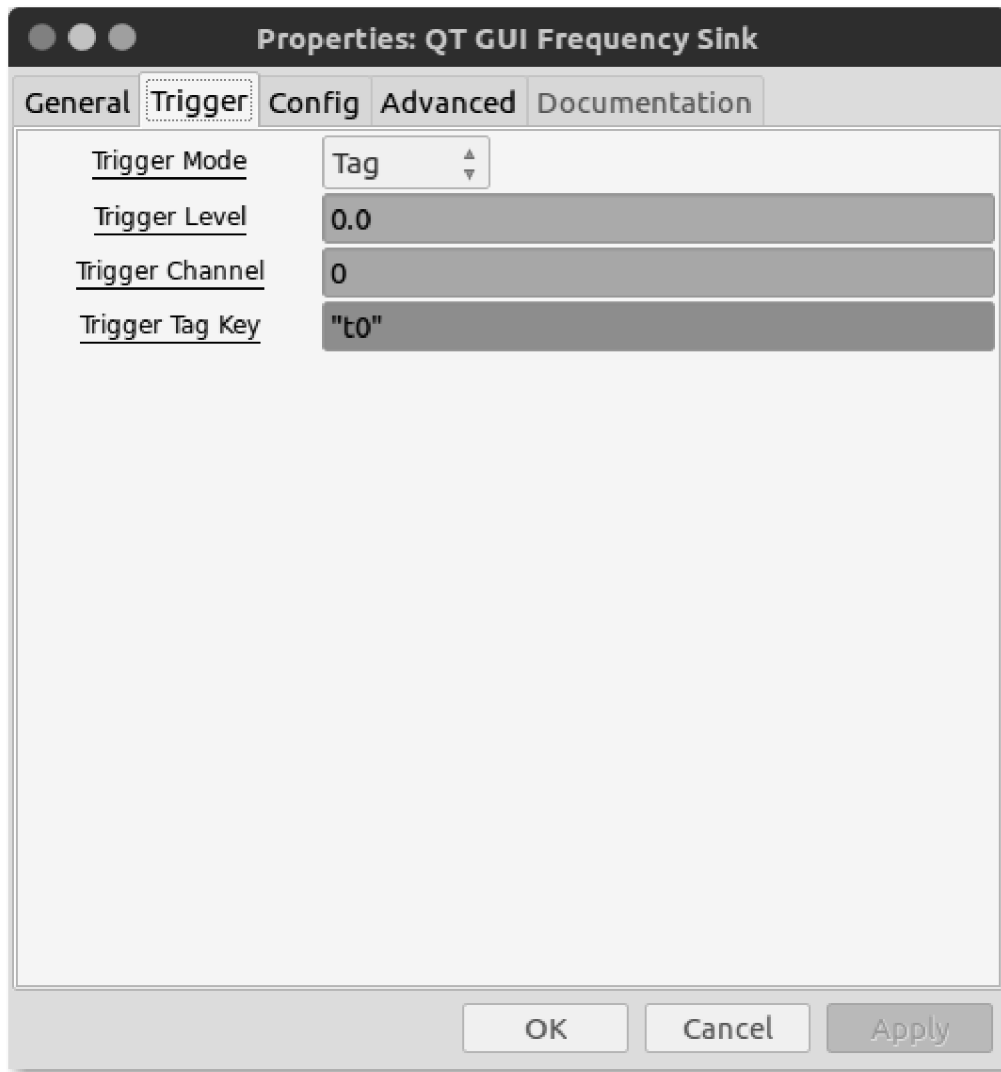 Properties: QT GUI Frequency Sink
General Trigger Config Advanced Documentation
Trigger Mode Tag
Trigger Level 0.0
Trigger Channel 0
Trigger Tag Key "t0"
OK Cancel Apply